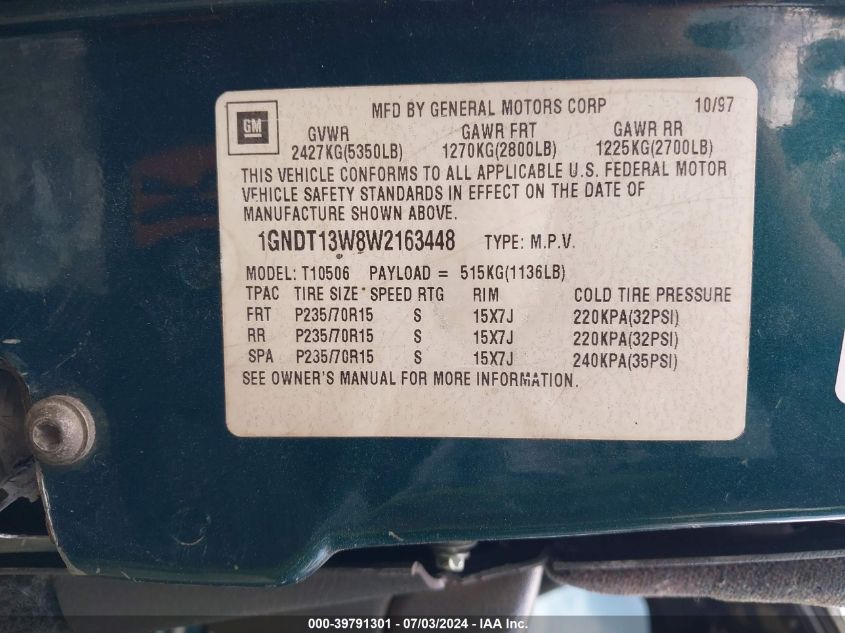 GM
MFD BY GENERAL MOTORS CORP 10/97
GVWR GAWR FRT GAWR RR
2427KG(5350LB) 1270KG(2800LB) 1225KG(2700LB)
THIS VEHICLE CONFORMS TO ALL APPLICABLE U.S. FEDERAL MOTOR
VEHICLE SAFETY STANDARDS IN EFFECT ON THE DATE OF
MANUFACTURE SHOWN ABOVE.
1GNDT13W8W2163448 TYPE: M.P.V.
MODEL: T10506 PAYLOAD = 515KG(1136LB)
TPAC TIRE SIZE SPEED RTG RIM COLD TIRE PRESSURE
FRT P235/70R15 S 15X7J 220KPA(32PSI)
RR P235/70R15 S 15X7J 220KPA(32PSI)
SPA P235/70R15 S 15X7J 240KPA(35PSI)
SEE OWNER'S MANUAL FOR MORE INFORMATION.
000-39791301 - 07/03/2024 - IAA Inc.